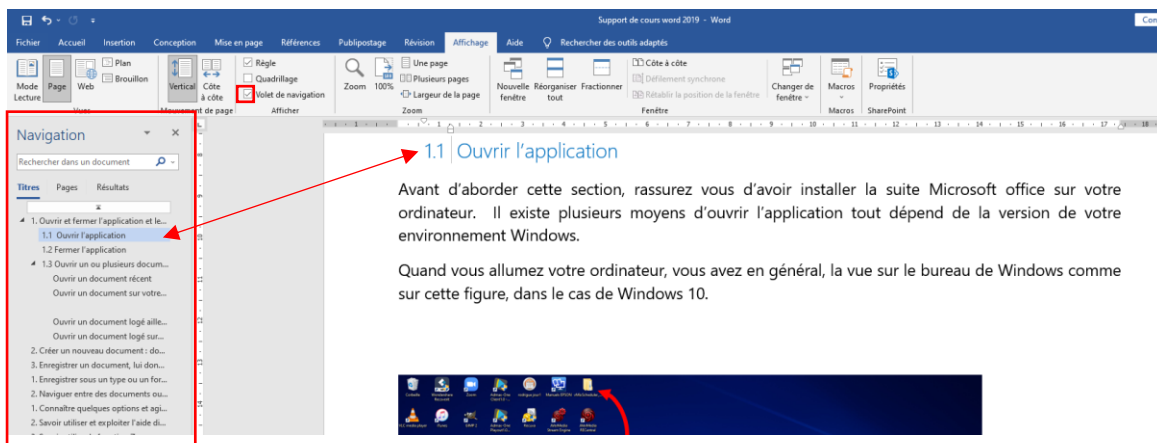 Support de cours word 2019 - Word
Fichier Accueil Insertion Conception Mise en page Références Publipostage Révision Affichage Aide Rechercher des outils adaptés
Mode Lecture
Page
Web
Plan
Brouillon
Vues
Vertical
Côte à côte
Mouvement de page
Règle
Quadrillage
Volet de navigation
Afficher
Zoom
100%
Une page
Plusieurs pages
Largeur de la page
Zoom
Nouvelle fenêtre
Réorganiser tout
Fractionner
Côte à côte
Défilement synchrone
Rétablir la position de la fenêtre
Fenêtre
Changer de fenêtre
Macros
Macros
Propriétés
SharePoint
Navigation
Rechercher dans un document
Titres Pages Résultats
1. Ouvrir et fermer l'application et le...
1.1 Ouvrir l'application
1.2 Fermer l'application
1.3 Ouvrir un ou plusieurs docum...
Ouvrir un document récent
Ouvrir un document sur votre...
Ouvrir un document logé aille...
Ouvrir un document logé sur...
2. Créer un nouveau document : do...
3. Enregistrer un document, lui don...
1. Enregistrer sous un type ou un for...
2. Naviguer entre des documents ou...
1. Connaître quelques options et agi...
2. Savoir utiliser et exploiter l'aide di...
1.1 Ouvrir l'application
Avant d'aborder cette section, rassurez vous d'avoir installer la suite Microsoft office sur votre
ordinateur. Il existe plusieurs moyens d'ouvrir l'application tout dépend de la version de votre
environnement Windows.
Quand vous allumez votre ordinateur, vous avez en général, la vue sur le bureau de Windows comme
sur cette figure, dans le cas de Windows 10.